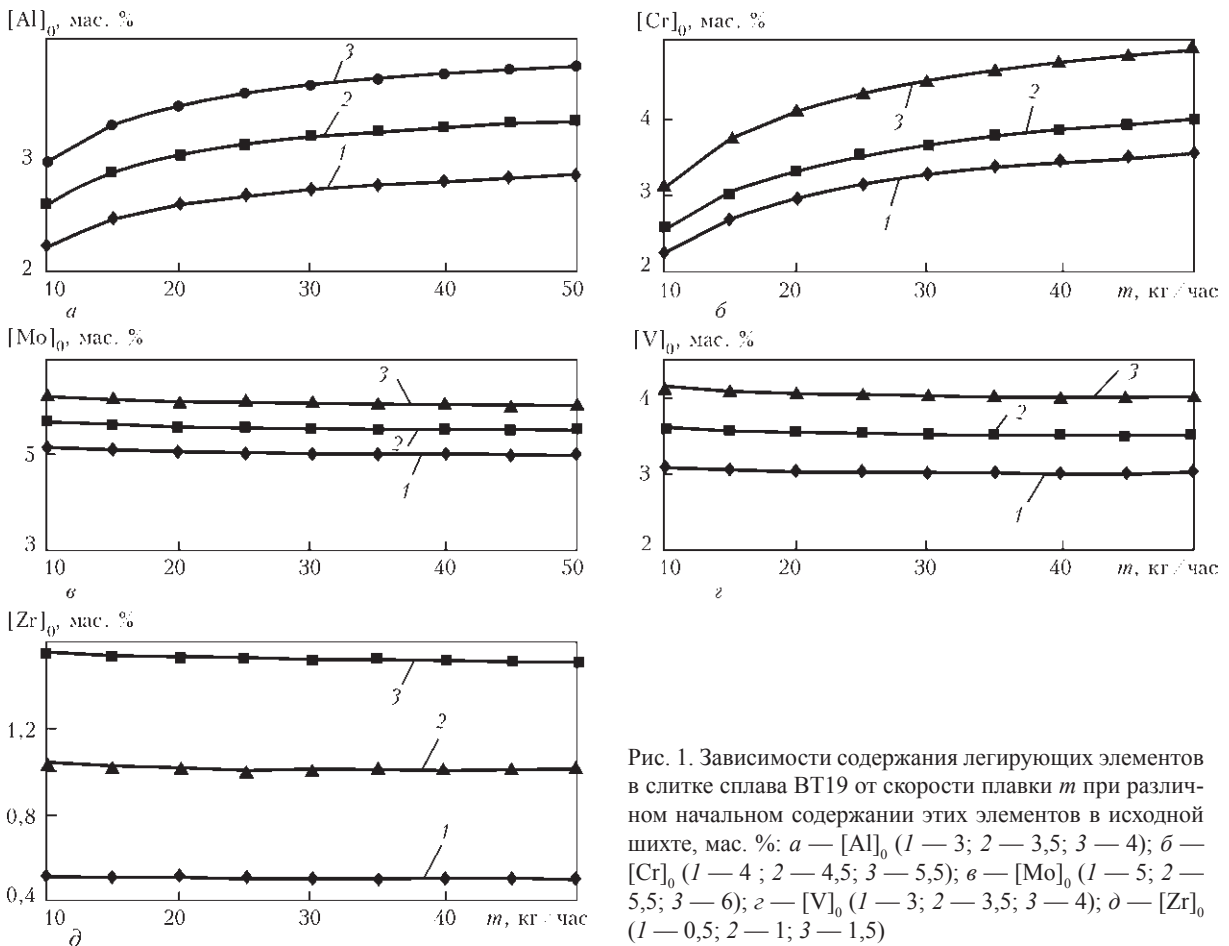 [Al]₀, мас. %
3
2
3
2
1
10
20
30
40
50
а
[Cr]₀, мас. %
4
3
2
3
2
1
10
20
30
40
m, кг/час
б
[Mo]₀, мас. %
5
3
3
2
1
10
20
30
40
50
в
[V]₀, мас. %
4
3
2
3
2
1
10
20
30
40
m, кг/час
г
[Zr]₀, мас. %
1,2
0,8
0,4
3
2
1
10
20
30
40
m, кг/час
д
Рис. 1. Зависимости содержания легирующих элементов
в слитке сплава ВТ19 от скорости плавки m при различ-
ном начальном содержании этих элементов в исходной
шихте, мас. %: а — [Al]₀ (1 — 3; 2 — 3,5; 3 — 4); б —
[Cr]₀ (1 — 4 ; 2 — 4,5; 3 — 5,5); в — [Mo]₀ (1 — 5; 2 —
5,5; 3 — 6); г — [V]₀ (1 — 3; 2 — 3,5; 3 — 4); д — [Zr]₀
(1 — 0,5; 2 — 1; 3 — 1,5)